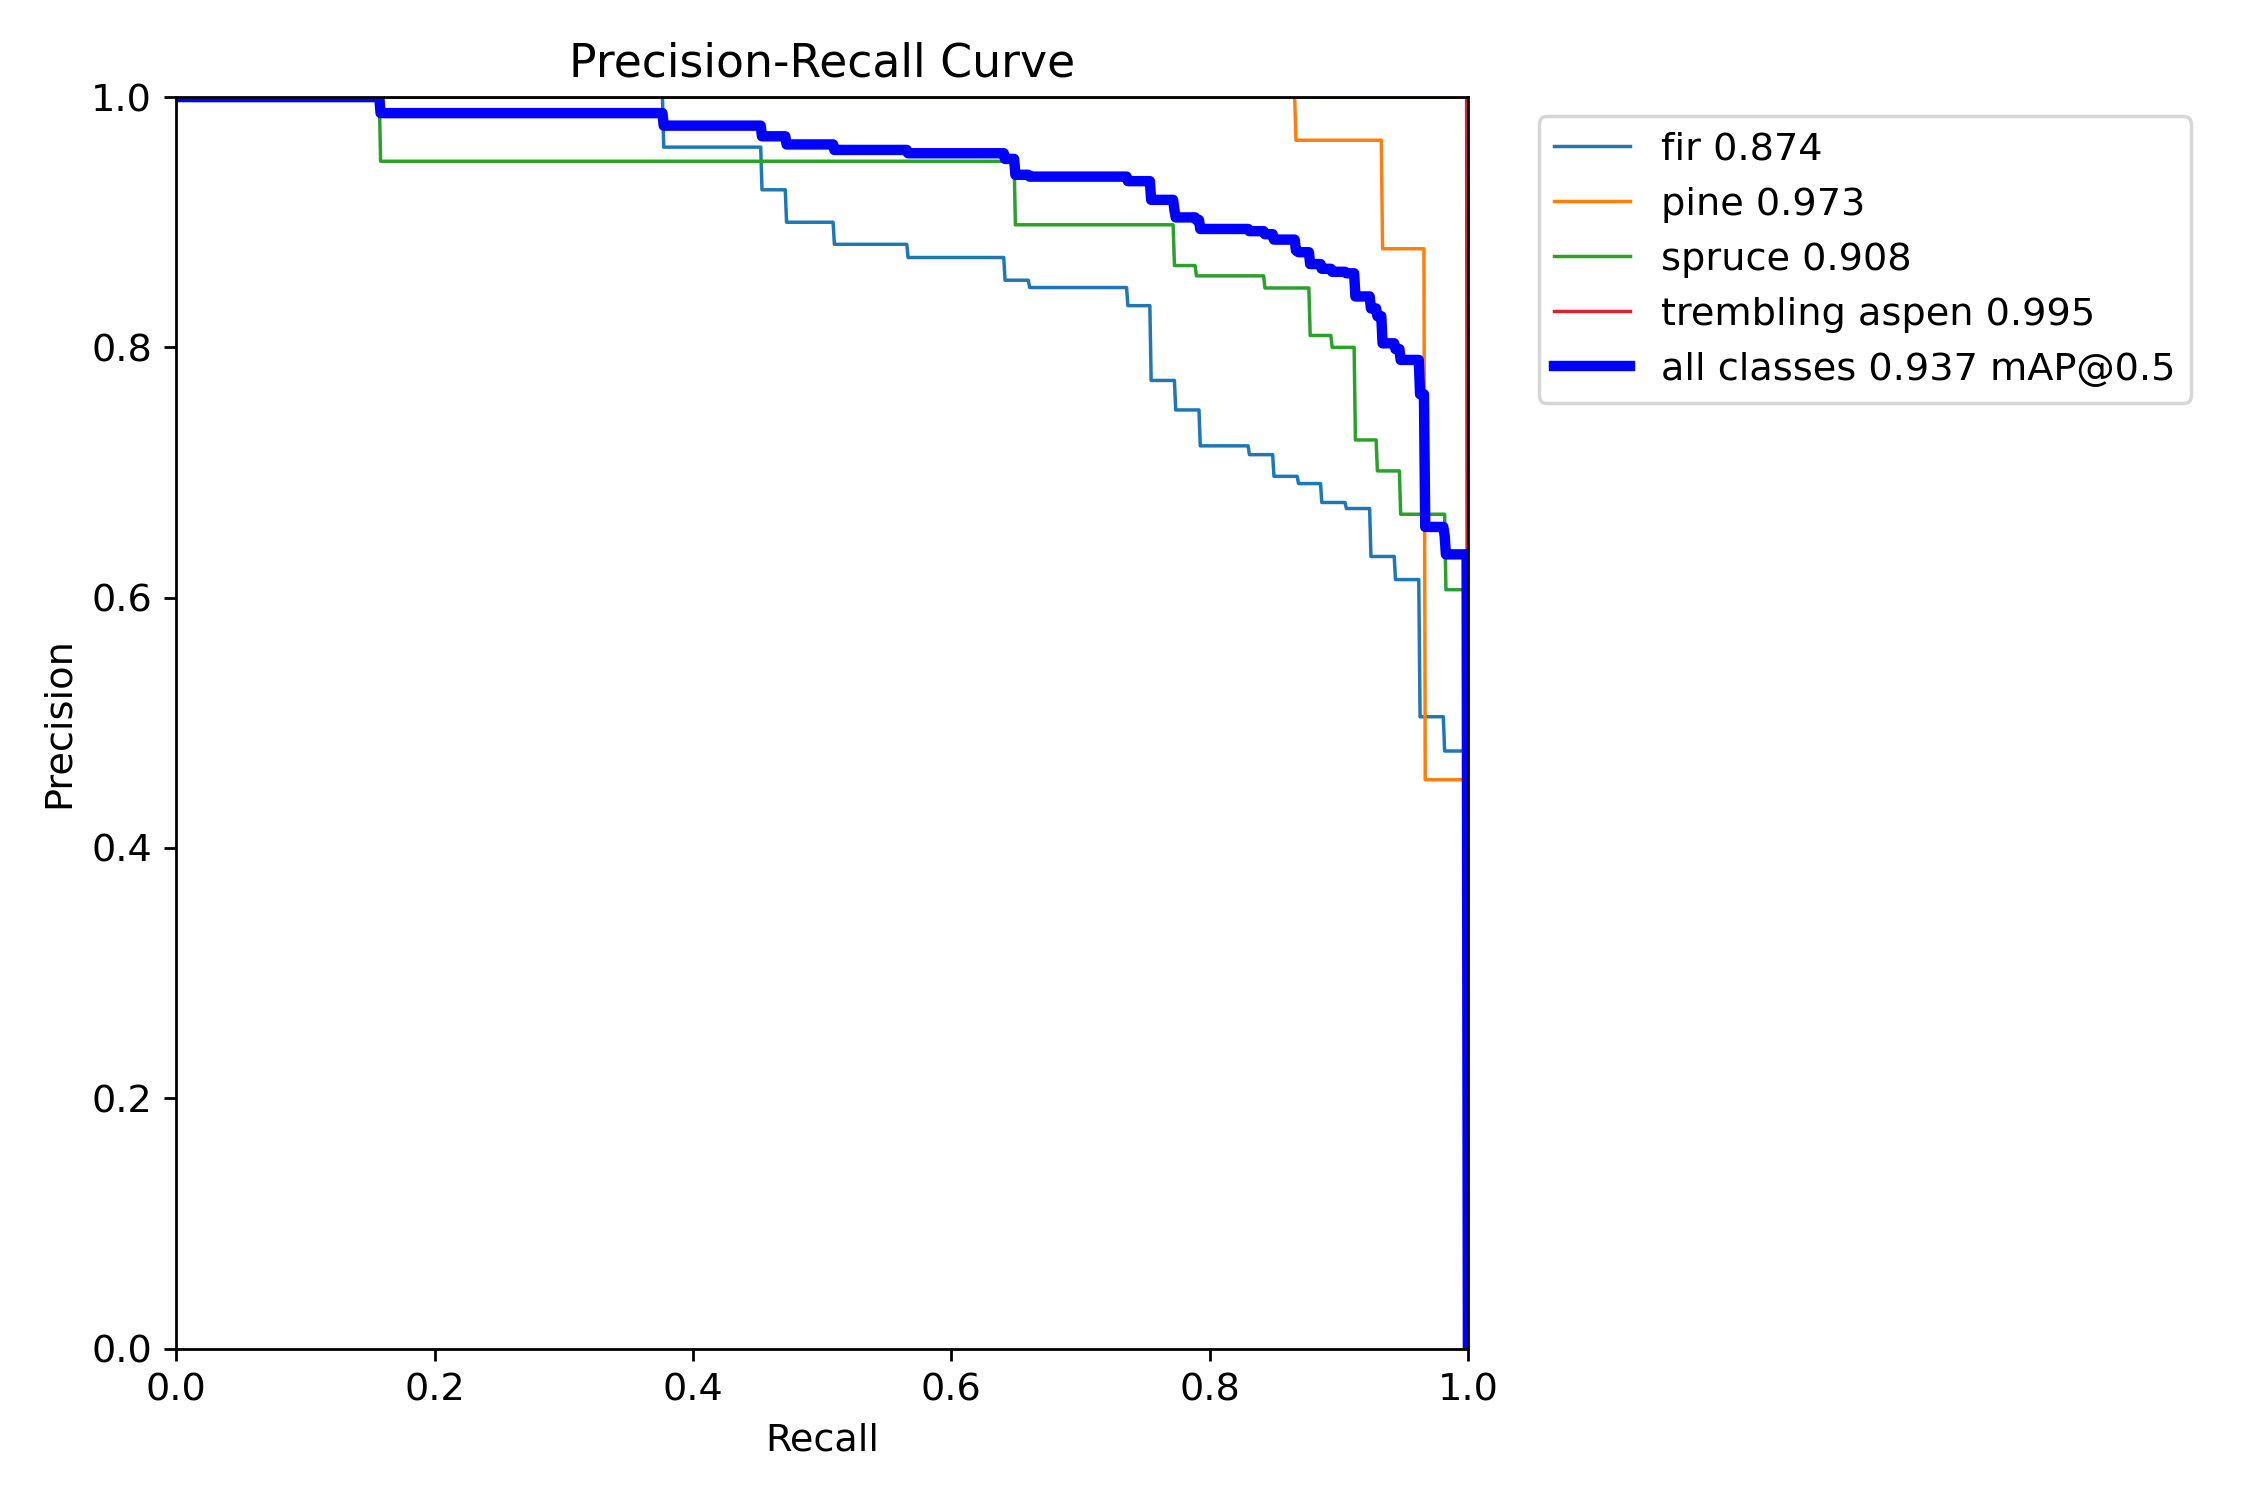 Precision-Recall Curve
1.0
0.8
0.6
0.4
0.2
0.0
Precision
0.0 0.2 0.4 0.6 0.8 1.0
Recall
fir 0.874
pine 0.973
spruce 0.908
trembling aspen 0.995
all classes 0.937 mAP@0.5